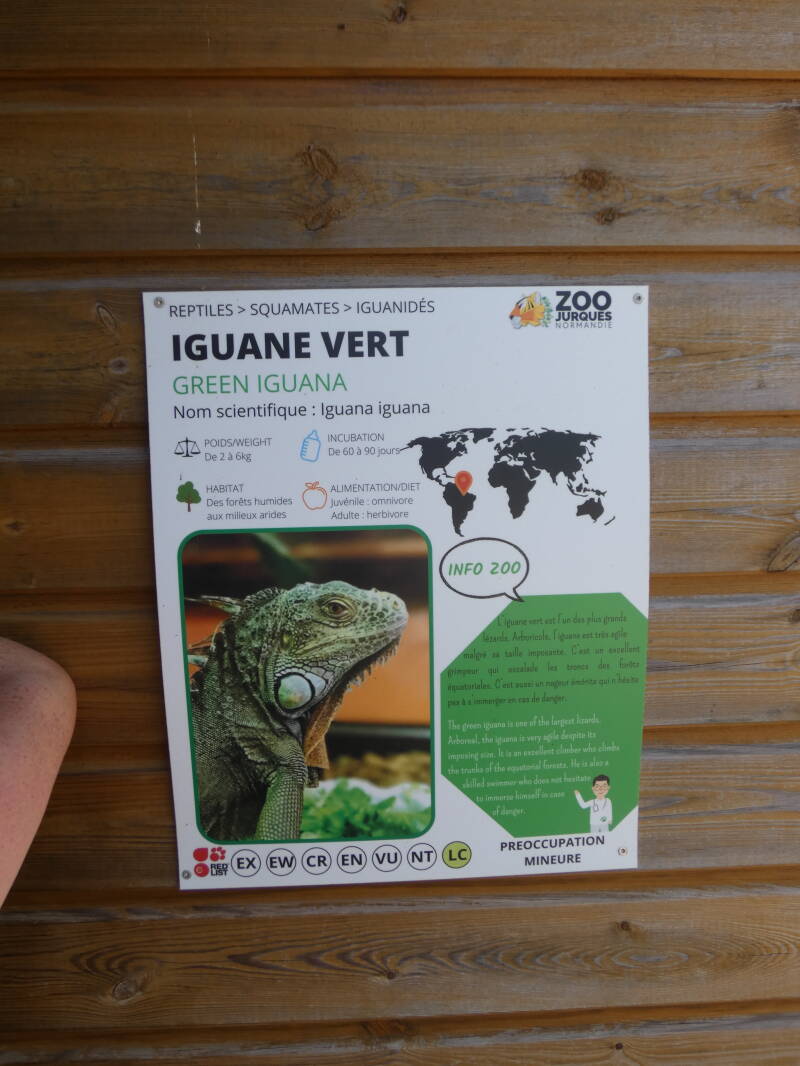 REPTILES > SQUAMATES > IGUANIDÉS
ZOO
JURQUES
NORMANDIE
IGUANE VERT
GREEN IGUANA
Nom scientifique : Iguana iguana
POIDS/WEIGHT
De 2 à 6kg
INCUBATION
De 60 à 90 jours
HABITAT
Des forêts humides
aux milieux arides
ALIMENTATION/DIET
Juvénile : omnivore
Adulte : herbivore
INFO ZOO
L'iguane vert est l'un des plus grands
lézards. Arboricole, l'iguane est très agile
malgré sa taille imposante. C'est un excellent
grimpeur qui escalade les troncs des forêts
équatoriales. C'est aussi un nageur émérite qui n'hésite
pas à s'immerger en cas de danger.
The green iguana is one of the largest lizards.
Arboreal, the iguana is very agile despite its
imposing size. It is an excellent climber who climbs
the trunks of the equatorial forests. He is also a
skilled swimmer who does not hesitate
to immerse himself in case
of danger.
RED
LIST
EX EW CR EN VU NT LC
PREOCCUPATION
MINEURE